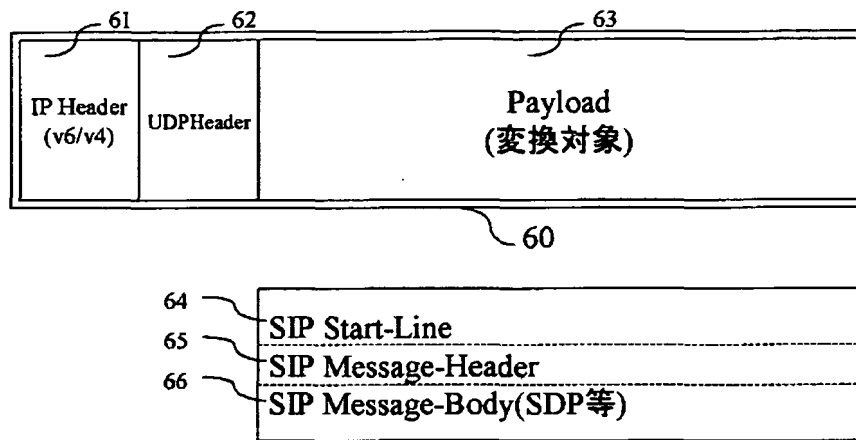 61
62
63
IP Header
(v6/v4)
UDPHeader
Payload
(変換対象)
60
64
SIP Start-Line
65
SIP Message-Header
66
SIP Message-Body(SDP等)